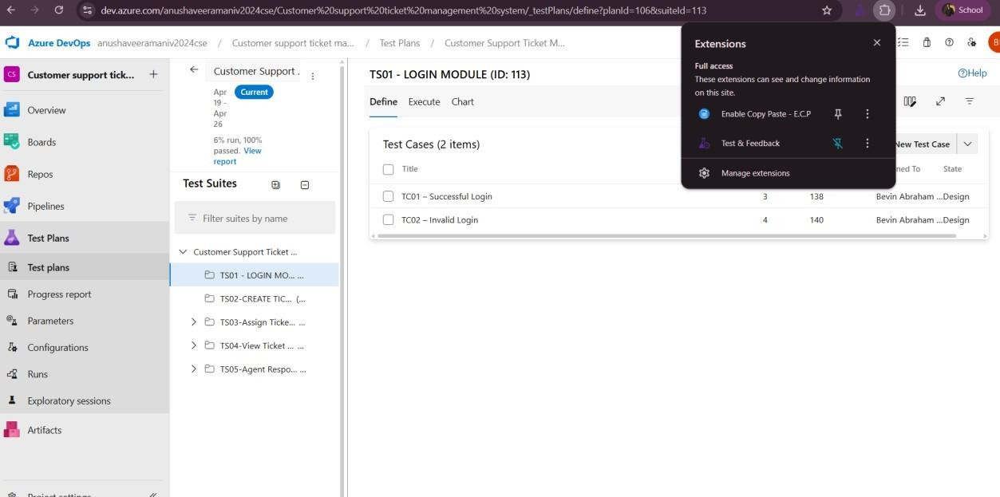 dev.azure.com/anushaveeramaniv2024cse/Customer%20support%20ticket%20management%20system/_testPlans/define?planId=106&suiteId=113
School
Azure DevOps anushaveeramaniv2024cse / Customer support ticket ma... / Test Plans / Customer Support Ticket M...
B
CS Customer support tick... +
Overview
Boards
Repos
Pipelines
Test Plans
Test plans
Progress report
Parameters
Configurations
Runs
Exploratory sessions
Artifacts
Project settings
Customer Support .
Apr
19 -
Apr
26
Current
6% run, 100%
passed. View
report
Test Suites
Filter suites by name
Customer Support Ticket ...
TS01 - LOGIN MO... ...
TS02-CREATE TIC... (...
TS03-Assign Ticke... ...
TS04-View Ticket ... ...
TS05-Agent Respo... ...
TS01 - LOGIN MODULE (ID: 113)
Help
Define Execute Chart
Test Cases (2 items)
New Test Case
Title ned To State
TC01 – Successful Login 3 138 Bevin Abraham ... Design
TC02 – Invalid Login 4 140 Bevin Abraham ... Design
Extensions
Full access
These extensions can see and change information
on this site.
Enable Copy Paste - E.C.P
Test & Feedback
Manage extensions